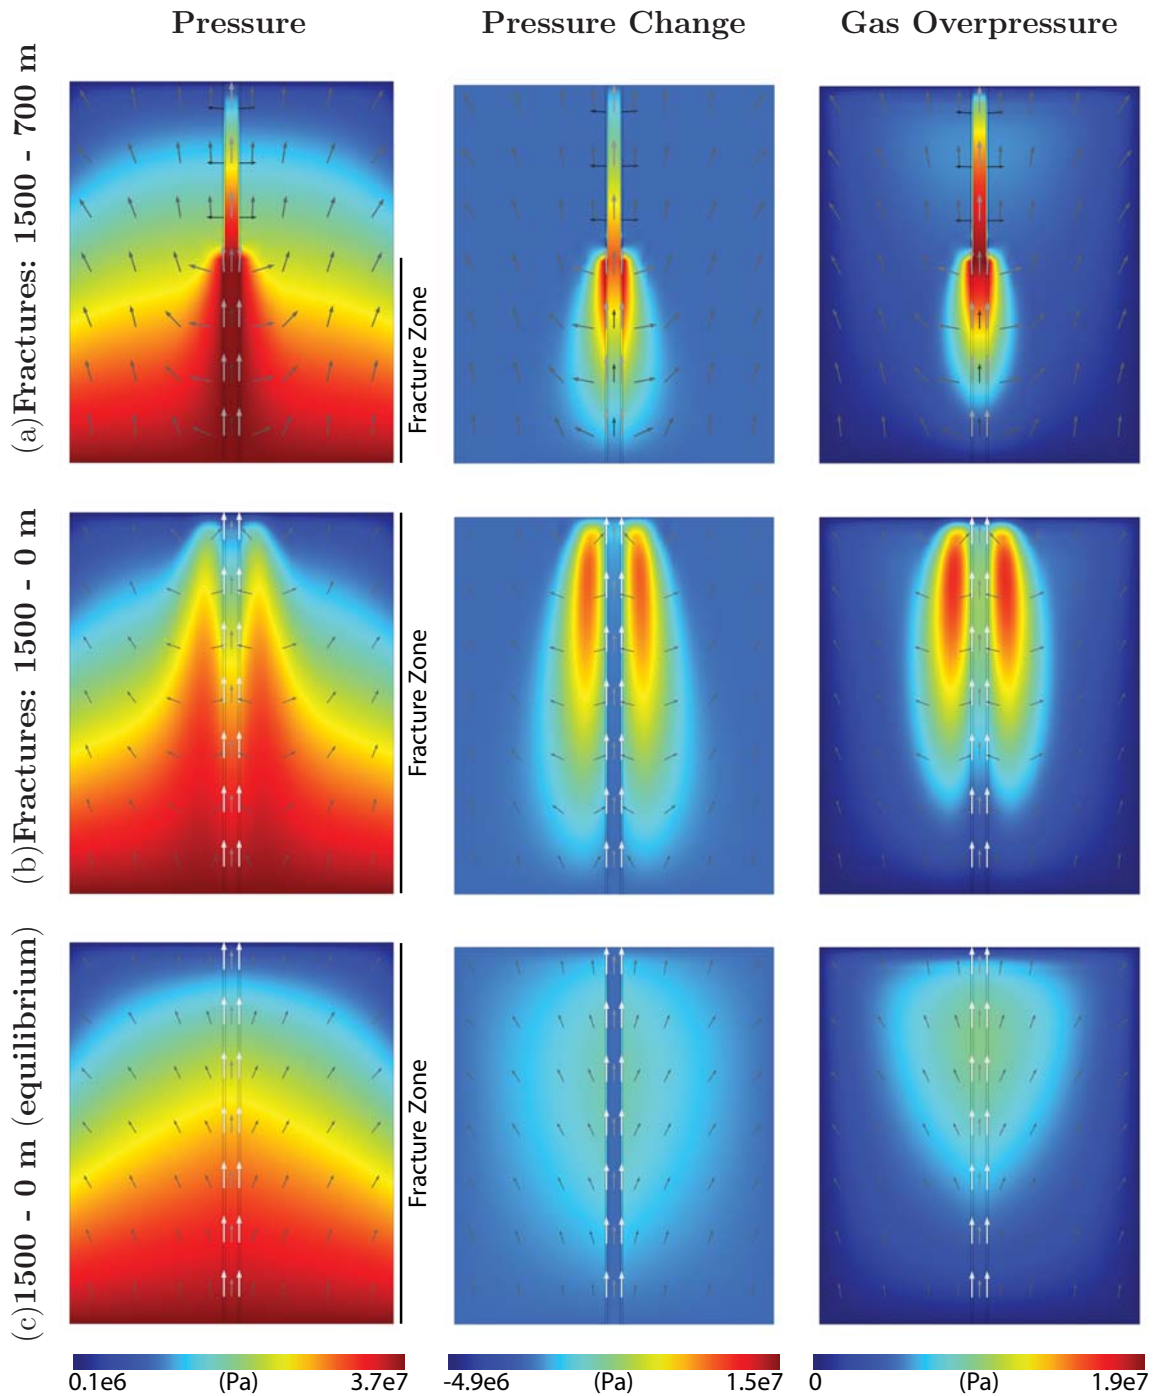 Pressure
Pressure Change
Gas Overpressure
(a)Fractures: 1500 - 700 m
Fracture Zone
(b)Fractures: 1500 - 0 m
Fracture Zone
(c)1500 - 0 m (equilibrium)
Fracture Zone
0.1e6 (Pa) 3.7e7
-4.9e6 (Pa) 1.5e7
0 (Pa) 1.9e7